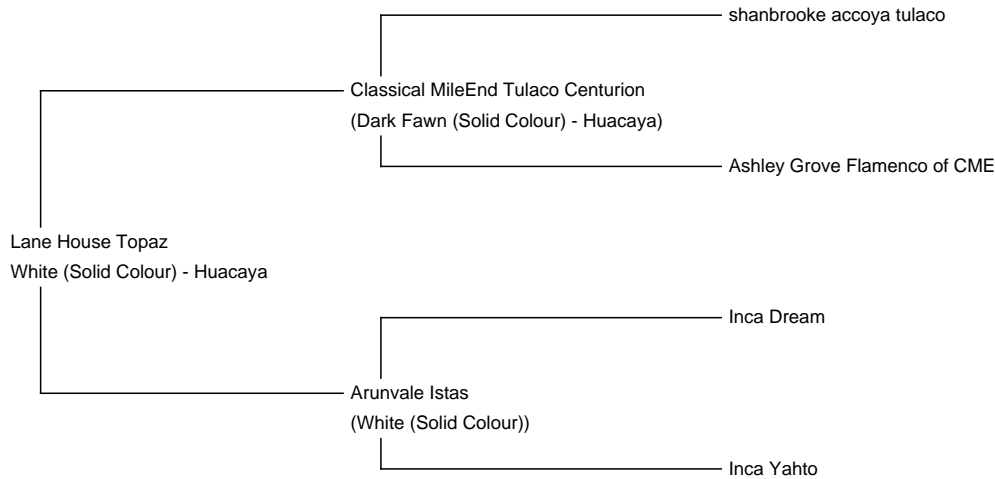 shanbrooke accoya tulaco
Classical MileEnd Tulaco Centurion
(Dark Fawn (Solid Colour) - Huacaya)
Ashley Grove Flamenco of CME
Lane House Topaz
White (Solid Colour) - Huacaya
Inca Dream
Arunvale Istas
(White (Solid Colour))
Inca Yahto